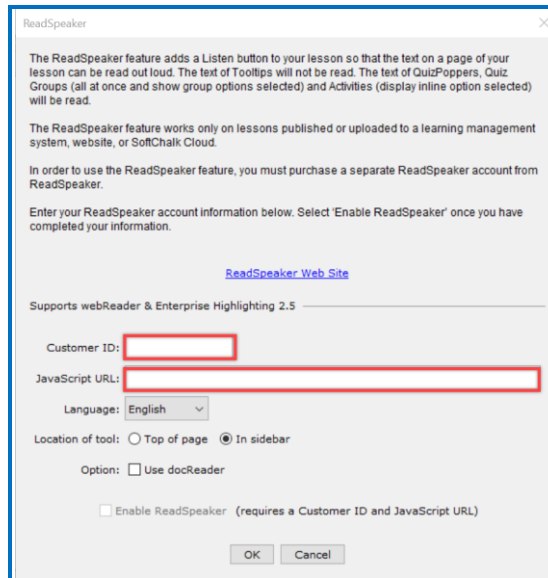 ReadSpeaker
The ReadSpeaker feature adds a Listen button to your lesson so that the text on a page of your
lesson can be read out loud. The text of Tooltips will not be read. The text of QuizPoppers, Quiz
Groups (all at once and show group options selected) and Activities (display inline option selected)
will be read.
The ReadSpeaker feature works only on lessons published or uploaded to a learning management
system, website, or SoftChalk Cloud.
In order to use the ReadSpeaker feature, you must purchase a separate ReadSpeaker account from
ReadSpeaker.
Enter your ReadSpeaker account information below. Select 'Enable ReadSpeaker' once you have
completed your information.
ReadSpeaker Web Site
Supports webReader & Enterprise Highlighting 2.5
Customer ID:
JavaScript URL:
Language: English
Location of tool: Top of page In sidebar
Option: Use docReader
Enable ReadSpeaker (requires a Customer ID and JavaScript URL)
OK Cancel